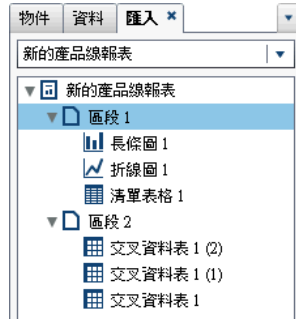 物件 資料 匯入 ×
新的產品線報表
新的產品線報表
區段 1
長條圖 1
折線圖 1
清單表格 1
區段 2
交叉資料表 1 (2)
交叉資料表 1 (1)
交叉資料表 1